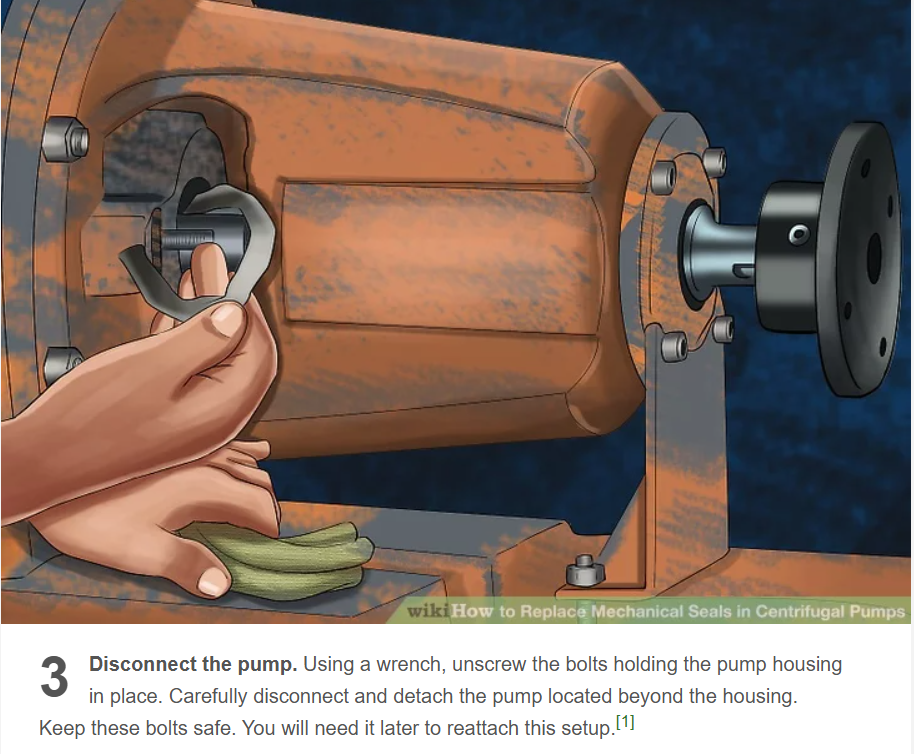 wikiHow to Replace Mechanical Seals in Centrifugal Pumps
3 Disconnect the pump. Using a wrench, unscrew the bolts holding the pump housing
in place. Carefully disconnect and detach the pump located beyond the housing.
Keep these bolts safe. You will need it later to reattach this setup.[1]